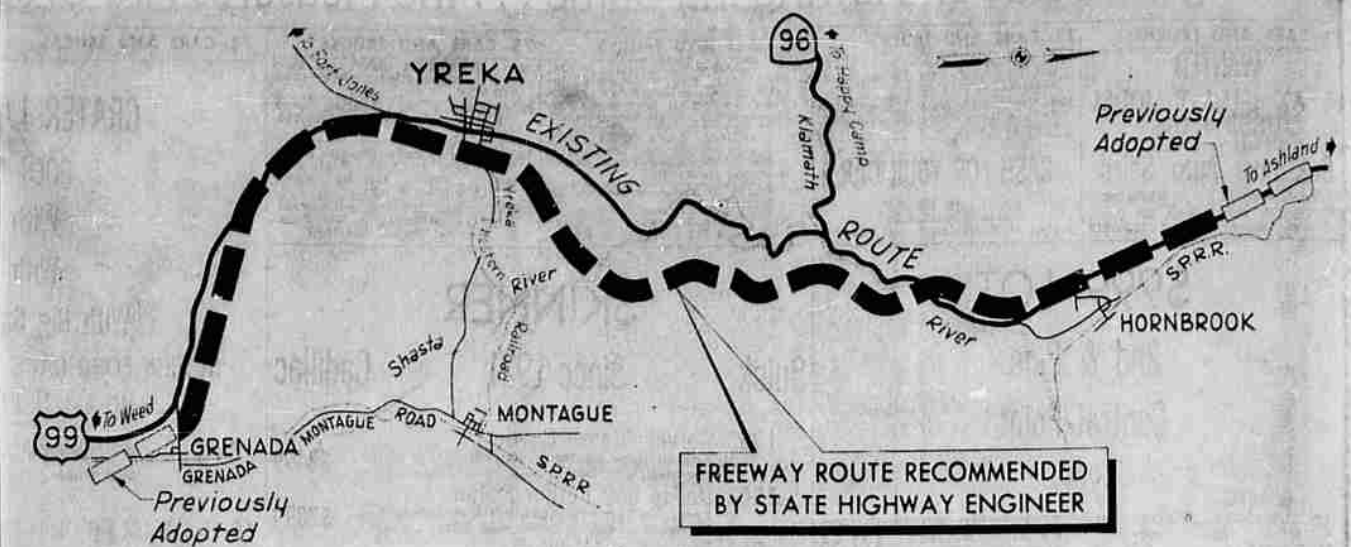 To Fort Jones
YREKA
EXISTING
ROUTE
96
To Happy Camp
Klamath
River
N
Previously
Adopted
To Ashland
S.P.R.R.
HORNBROOK
Yreka
Western
Railroad
Shasta
River
99
To Weed
GRENADA
GRENADA
MONTAGUE ROAD
MONTAGUE
S.P.R.R.
Previously
Adopted
FREEWAY ROUTE RECOMMENDED
BY STATE HIGHWAY ENGINEER